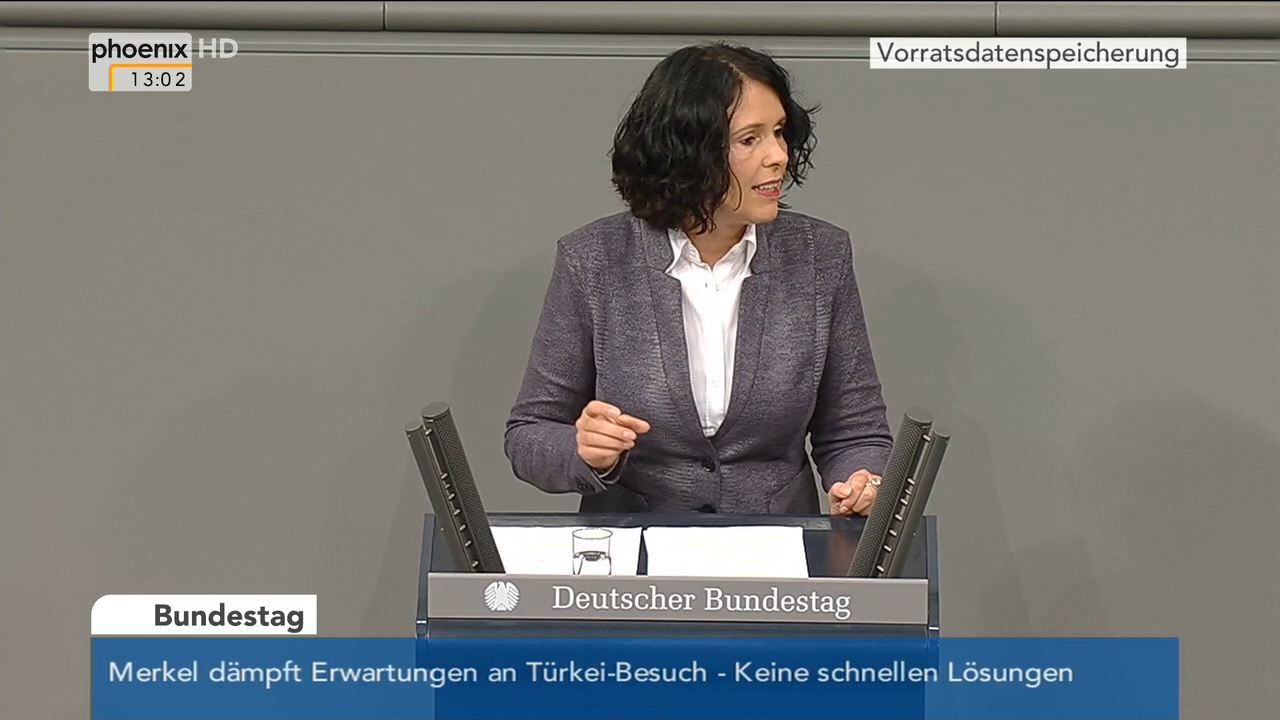 phoenix HD
13:02
Vorratsdatenspeicherung
Deutscher Bundestag
Bundestag
Merkel dämpft Erwartungen an Türkei-Besuch - Keine schnellen Lösungen